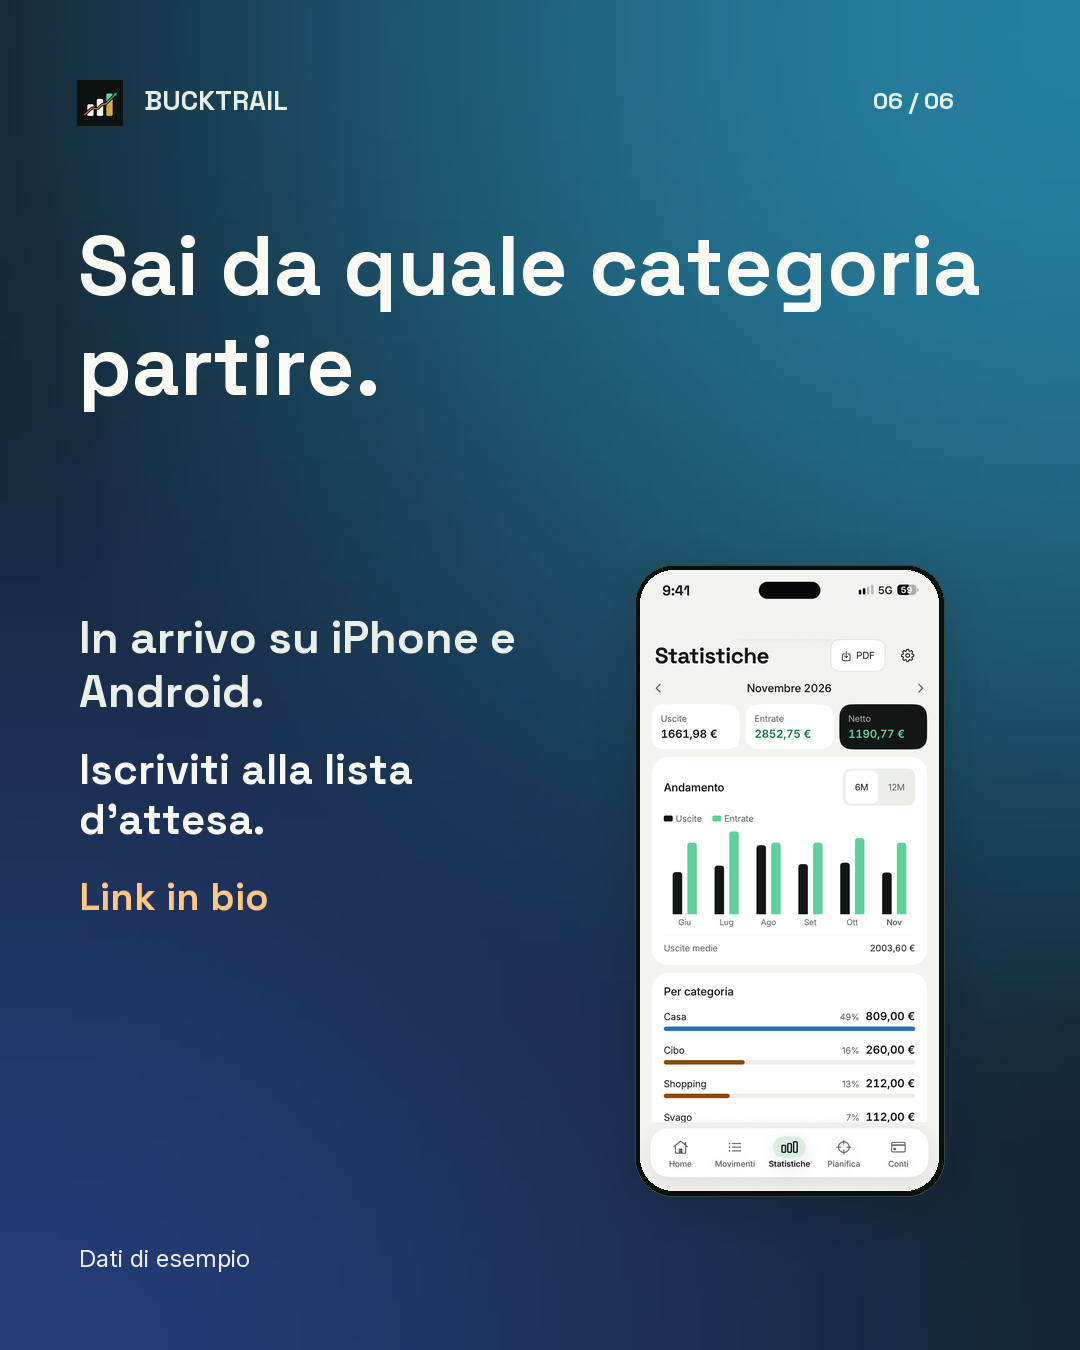 BUCKTRAIL
06 / 06
Sai da quale categoria
partire.
In arrivo su iPhone e
Android.
Iscriviti alla lista
d’attesa.
Link in bio
9:41
5G 59
Statistiche
PDF
Novembre 2026
Uscite
1661,98 €
Entrate
2852,75 €
Netto
1190,77 €
Andamento
6M 12M
Uscite Entrate
Giu Lug Ago Set Ott Nov
Uscite medie 2003,60 €
Per categoria
Casa 49% 809,00 €
Cibo 16% 260,00 €
Shopping 13% 212,00 €
Svago 7% 112,00 €
Home Movimenti Statistiche Pianifica Conti
Dati di esempio